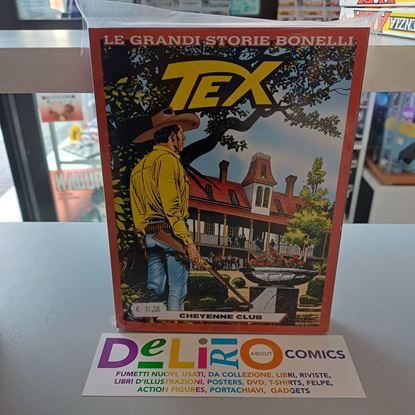 LE GRANDI STORIE BONELLI
TEX
€ 11,50
CHEYENNE CLUB
DeLiRiO ABOUT COMICS
FUMETTI NUOVI, USATI, DA COLLEZIONE, LIBRI, RIVISTE,
LIBRI D'ILLUSTRAZIONI, POSTERS, DVD, T-SHIRTS, FELPE,
ACTION FIGURES, PORTACHIAVI, GADGETS